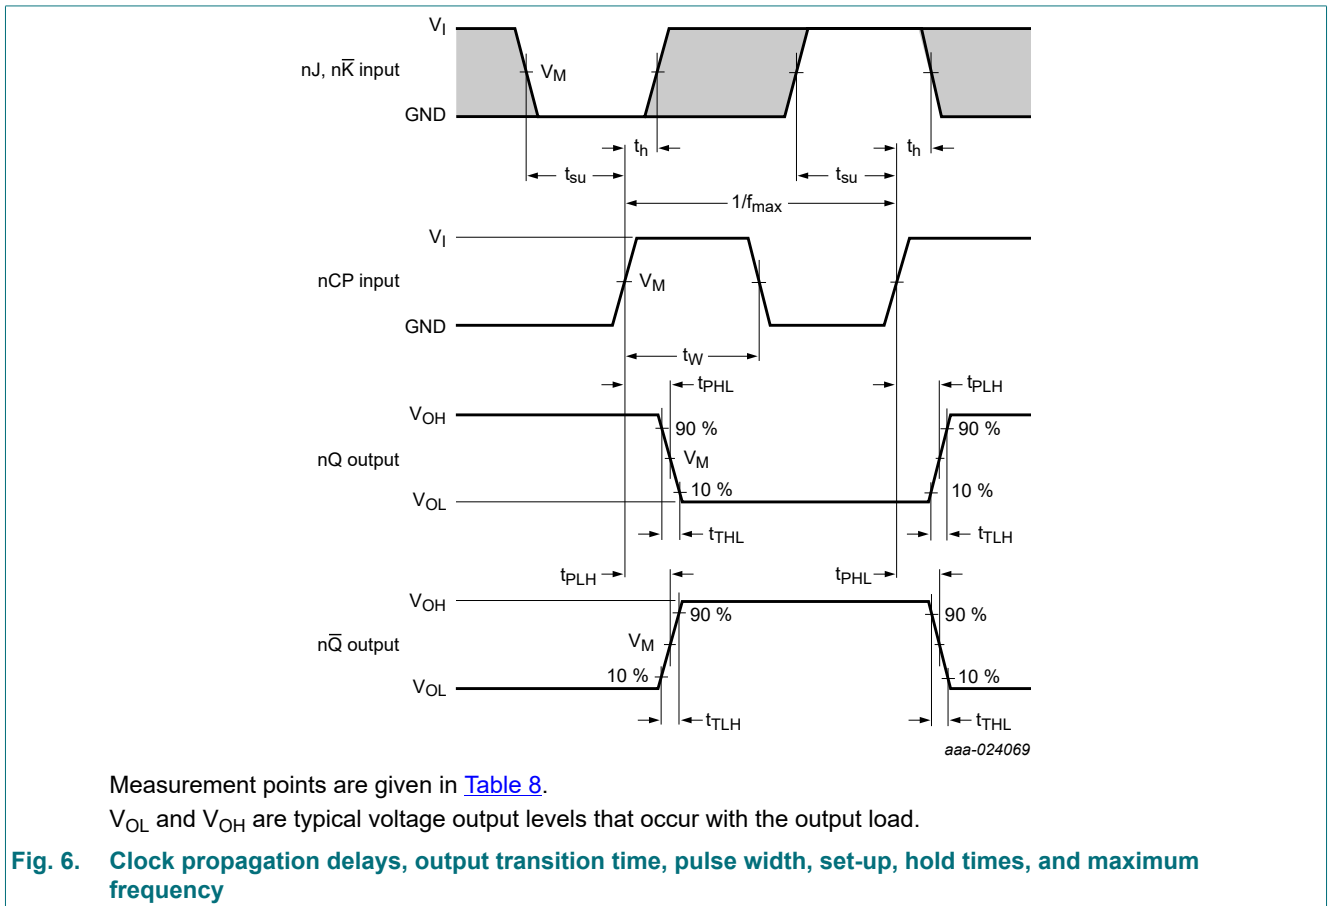 VI
nJ, nK̅ input
VM
GND
th
th
tsu
tsu
1/fmax
VI
nCP input
VM
GND
tW
tPHL
tPLH
VOH
90 %
90 %
nQ output
VM
VOL
10 %
10 %
tTHL
tTLH
tPLH
tPHL
VOH
90 %
90 %
nQ̅ output
VM
10 %
10 %
VOL
tTLH
tTHL
aaa-024069
Measurement points are given in Table 8.
VOL and VOH are typical voltage output levels that occur with the output load.
Fig. 6. Clock propagation delays, output transition time, pulse width, set-up, hold times, and maximum
frequency